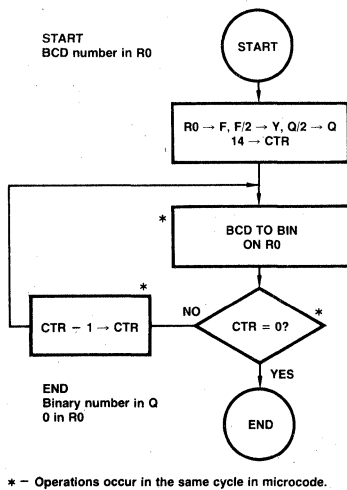 START
BCD number in R0
START
R0 → F, F/2 → Y, Q/2 → Q
14 → CTR
*
BCD TO BIN
ON R0
*
CTR − 1 → CTR
NO
CTR = 0?
*
YES
END
Binary number in Q
0 in R0
END
* − Operations occur in the same cycle in microcode.